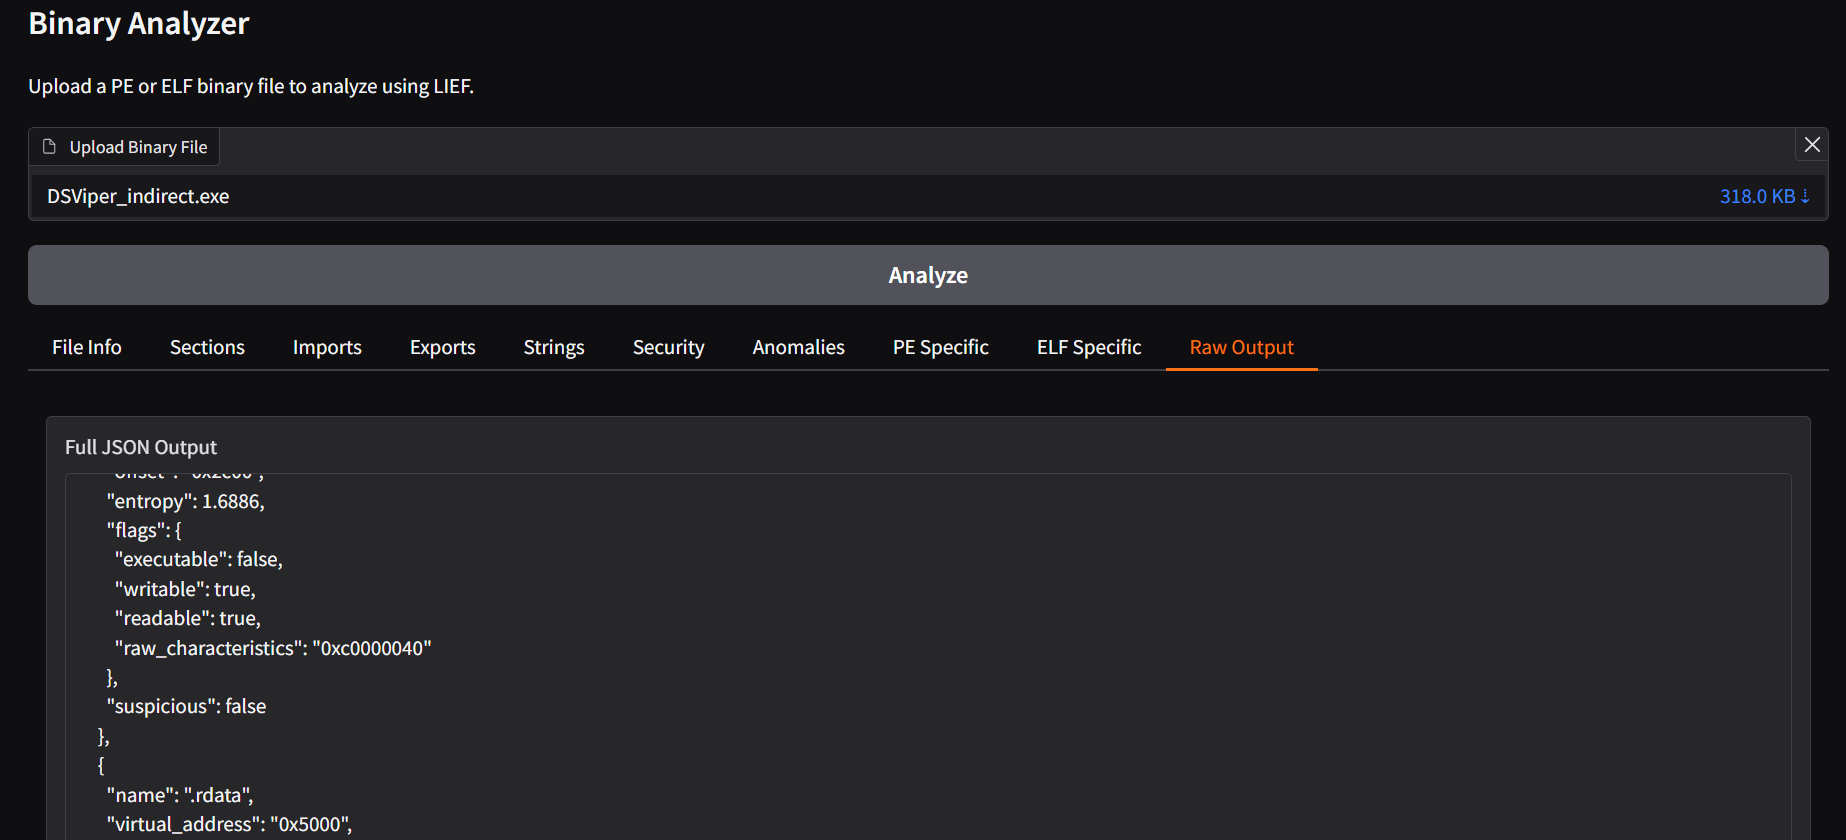 Binary Analyzer
Upload a PE or ELF binary file to analyze using LIEF.
Upload Binary File
DSViper_indirect.exe 318.0 KB ⇣
Analyze
File Info Sections Imports Exports Strings Security Anomalies PE Specific ELF Specific Raw Output
Full JSON Output
"entropy": 1.6886,
"flags": {
"executable": false,
"writable": true,
"readable": true,
"raw_characteristics": "0xc0000040"
},
"suspicious": false
},
{
"name": ".rdata",
"virtual_address": "0x5000",